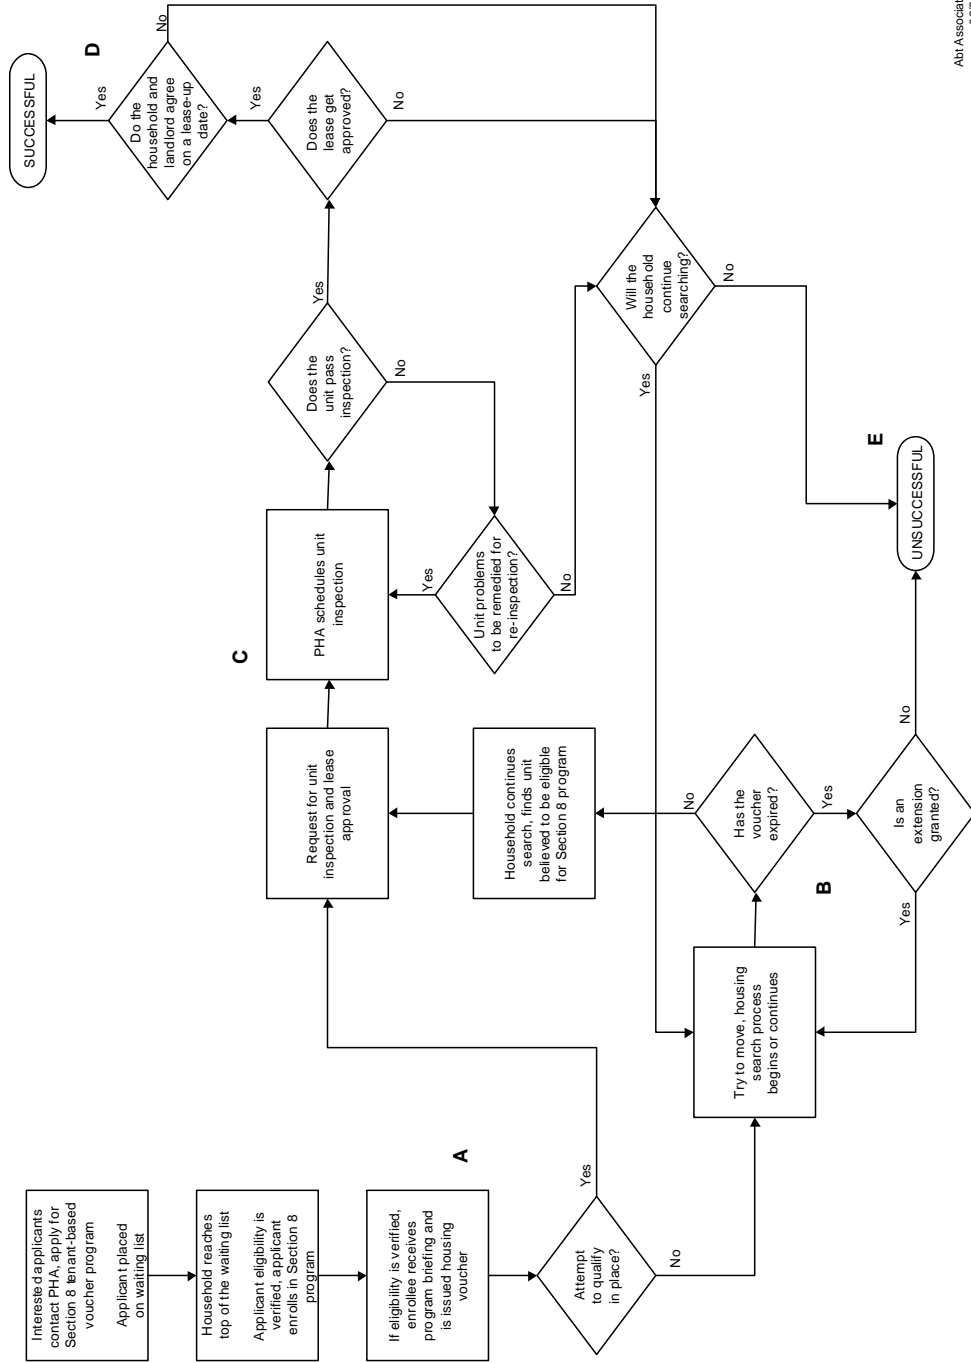 Interested applicants
contact PHA, apply for
Section 8 tenant-based
voucher program
Applicant placed
on waiting list
Household reaches
top of the waiting list
Applicant eligibility is
verified, applicant
enrolls in Section 8
program
If eligibility is verified,
enrollee receives
program briefing and
is issued housing
voucher
A
Attempt
to qualify
in place?
Yes
No
Request for unit
inspection and lease
approval
C
PHA schedules unit
inspection
Does the
unit pass
inspection?
Yes
No
Does the
lease get
approved?
Yes
No
Do the
household and
landlord agree
on a lease-up
date?
Yes
No
D
SUCCESSFUL
Unit problems
to be remedied for
re-inspection?
Yes
No
Household continues
search, finds unit
believed to be eligible
for Section 8 program
Will the
household
continue
searching?
Yes
No
Try to move, housing
search process
begins or continues
B
Has the
voucher
expired?
No
Yes
Is an
extension
granted?
Yes
No
E
UNSUCCESSFUL
Abt Associat